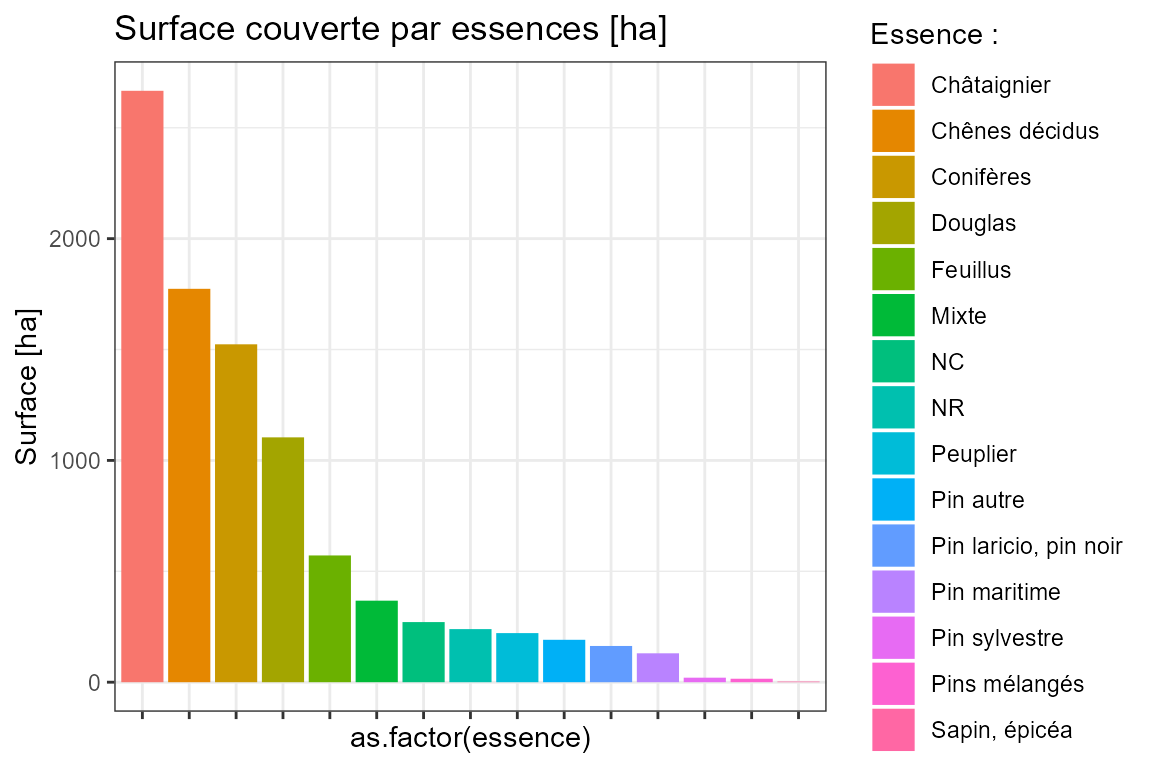 Surface couverte par essences [ha]
Surface [ha]
2000
1000
0
as.factor(essence)
Essence :
Châtaignier
Chênes décidus
Conifères
Douglas
Feuillus
Mixte
NC
NR
Peuplier
Pin autre
Pin laricio, pin noir
Pin maritime
Pin sylvestre
Pins mélangés
Sapin, épicéa